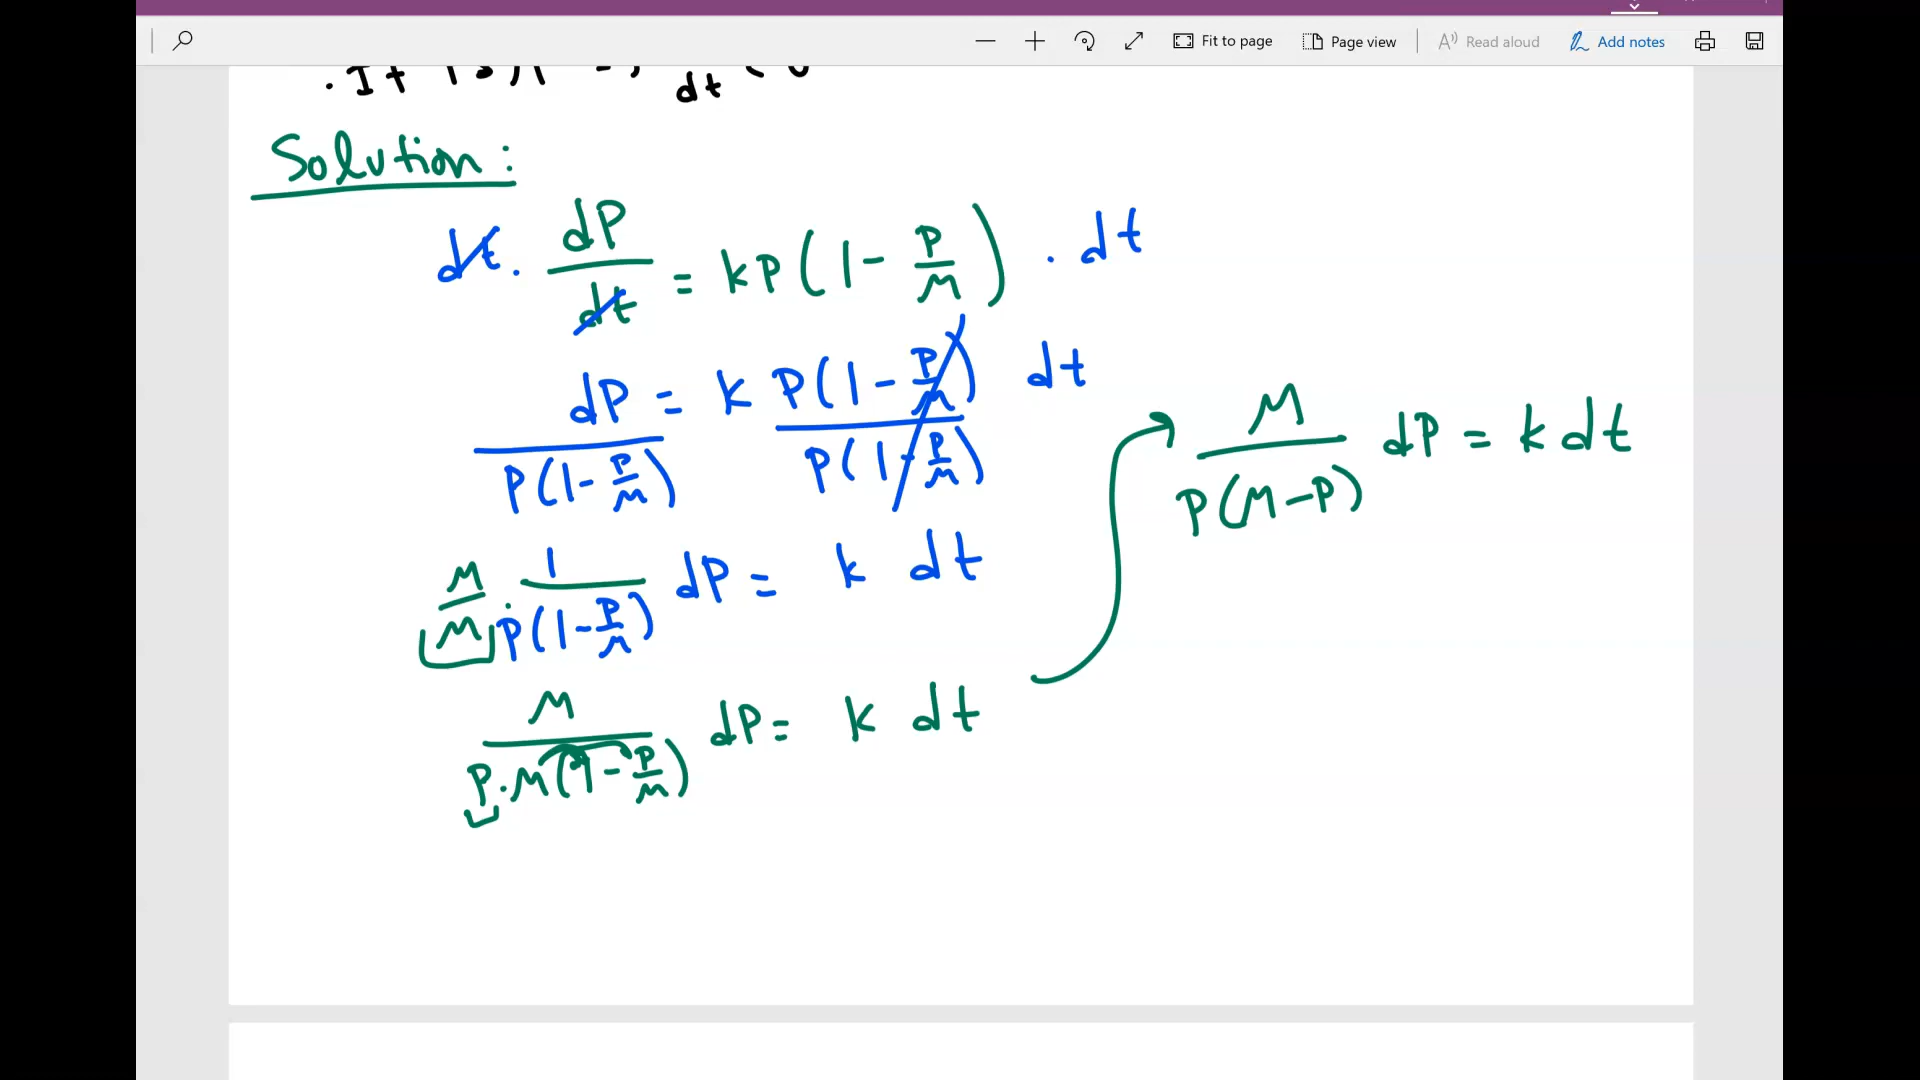 Fit to page Page view Read aloud Add notes
dt
Solution:
dt · dP/dt = kP(1 - P/M) · dt
dP/P(1 - P/M) = k P(1 - P/M)/P(1 - P/M) dt
M/M · 1/P(1 - P/M) dP = k dt
M/P·M(1 - P/M) dP = k dt
M/P(M-P) dP = k dt